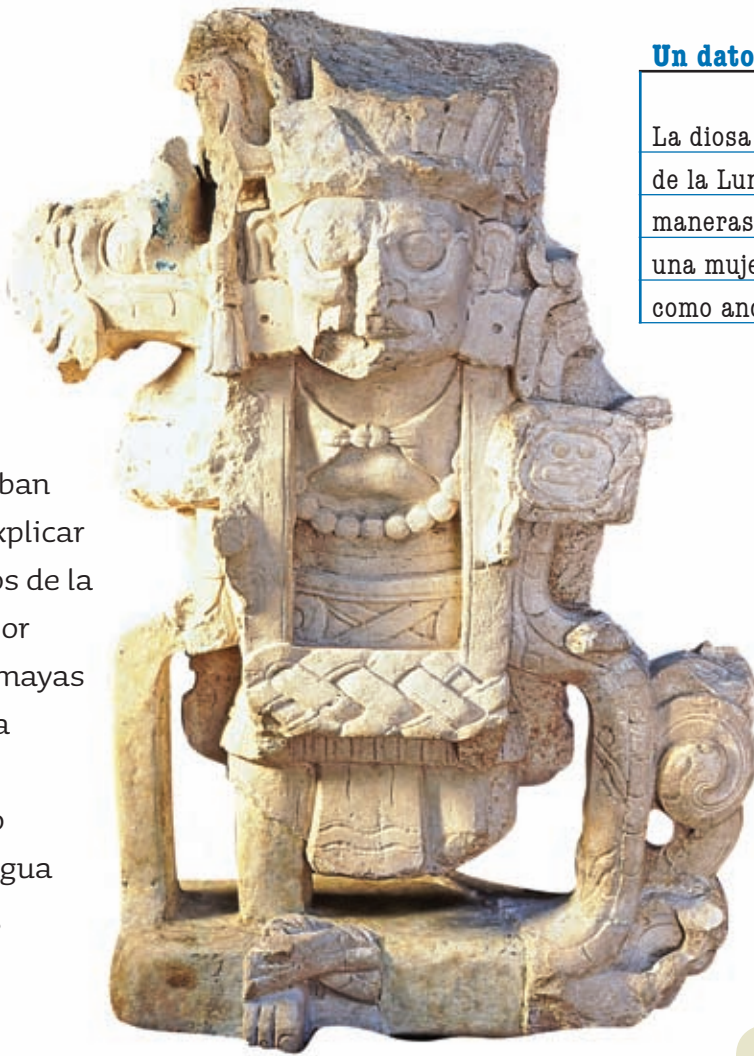 Un dato
La diosa
de la Lun
maneras
una muje
como anc
ban
xplicar
os de la
or
mayas
a
o
gua